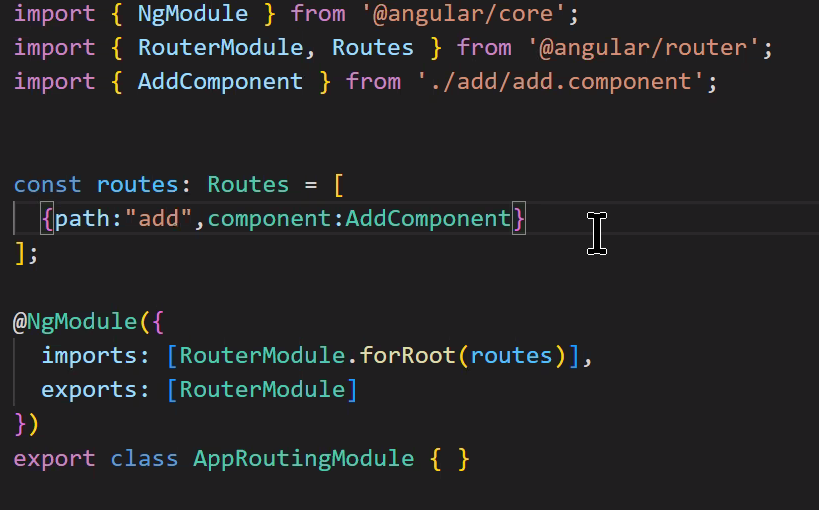 import { NgModule } from '@angular/core';
import { RouterModule, Routes } from '@angular/router';
import { AddComponent } from './add/add.component';
const routes: Routes = [
  {path:"add",component:AddComponent}
];
@NgModule({
  imports: [RouterModule.forRoot(routes)],
  exports: [RouterModule]
})
export class AppRoutingModule { }